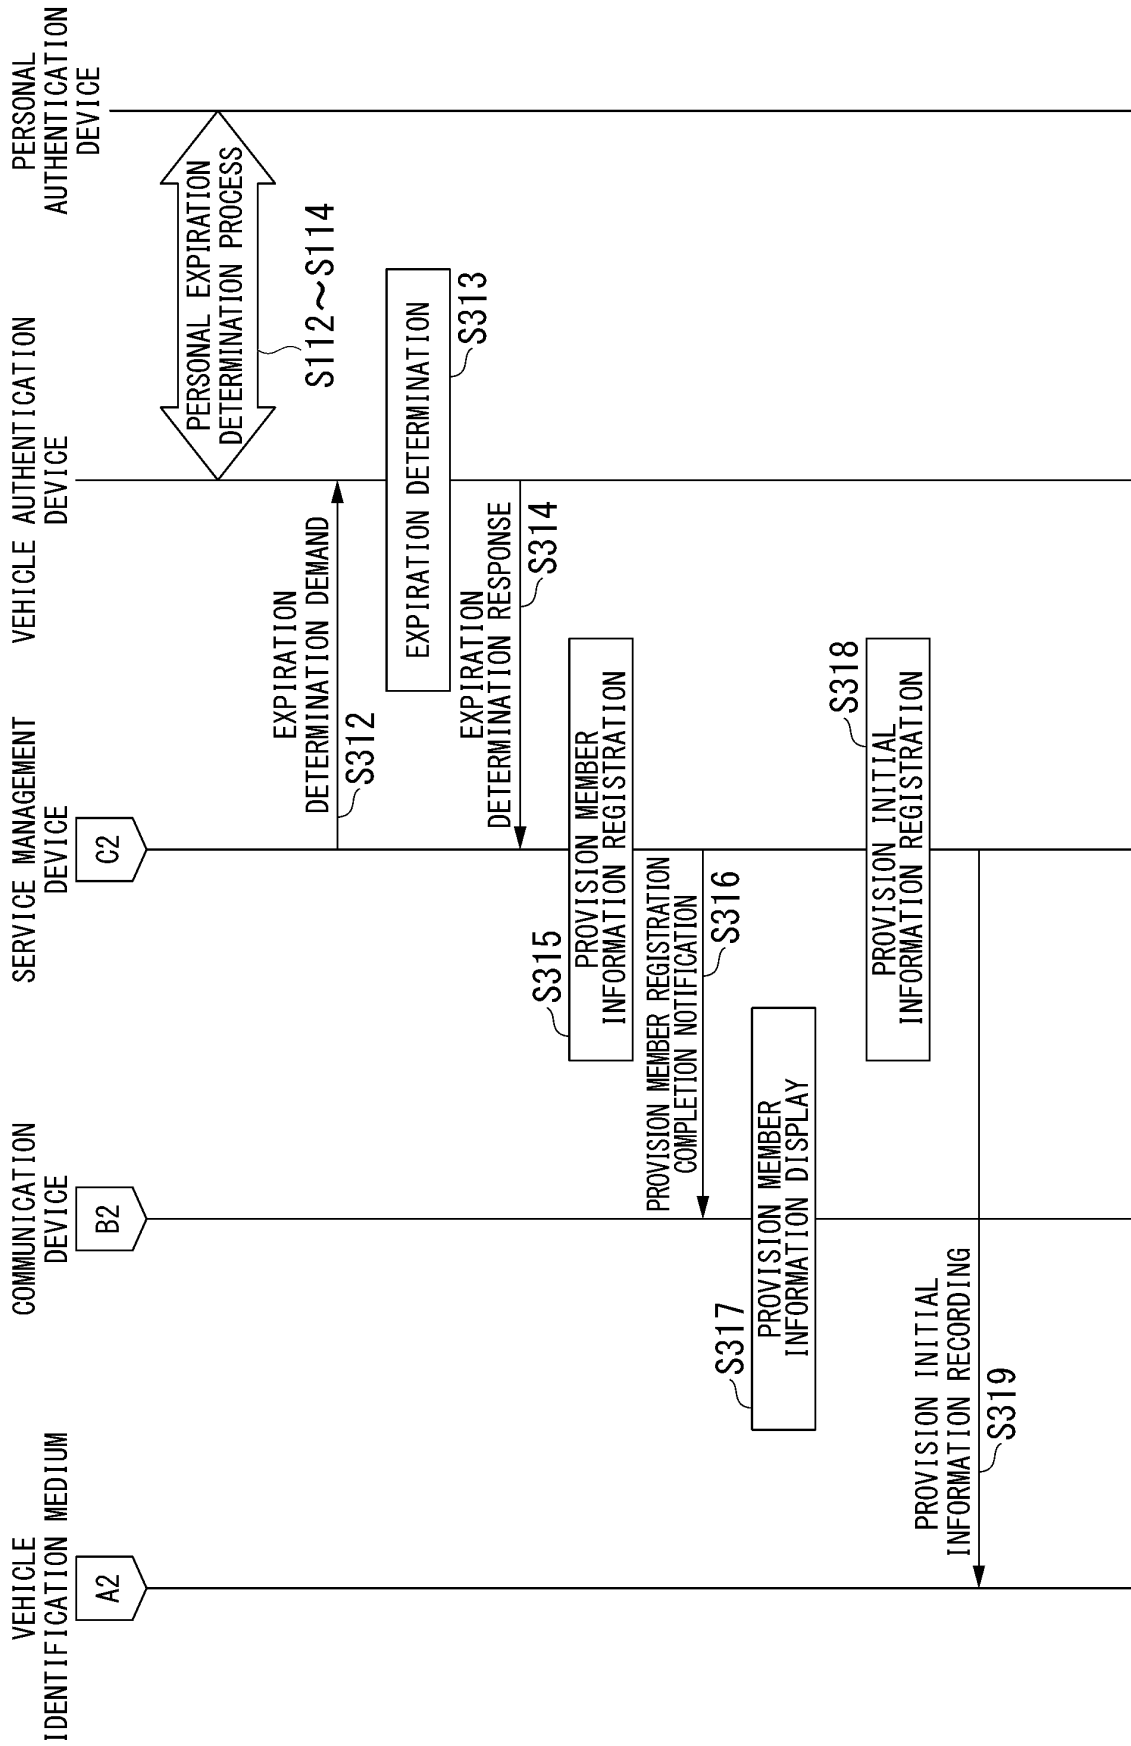 VEHICLE
IDENTIFICATION MEDIUM
A2
COMMUNICATION
DEVICE
B2
SERVICE MANAGEMENT
DEVICE
C2
VEHICLE AUTHENTICATION
DEVICE
PERSONAL
AUTHENTICATION
DEVICE
PERSONAL EXPIRATION
DETERMINATION PROCESS
S112~S114
EXPIRATION
DETERMINATION DEMAND
S312
EXPIRATION DETERMINATION
S313
EXPIRATION
DETERMINATION RESPONSE
S314
S315
PROVISION MEMBER
INFORMATION REGISTRATION
PROVISION MEMBER REGISTRATION
COMPLETION NOTIFICATION
S316
S317
PROVISION MEMBER
INFORMATION DISPLAY
S318
PROVISION INITIAL
INFORMATION REGISTRATION
PROVISION INITIAL
INFORMATION RECORDING
S319